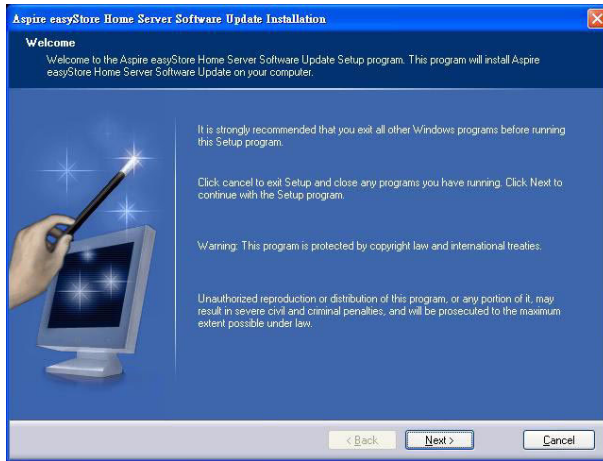 Aspire easyStore Home Server Software Update Installation
Welcome
Welcome to the Aspire easyStore Home Server Software Update Setup program. This program will install Aspire
easyStore Home Server Software Update on your computer.
It is strongly recommended that you exit all other Windows programs before running
this Setup program.
Click cancel to exit Setup and close any programs you have running. Click Next to
continue with the Setup program.
Warning: This program is protected by copyright law and international treaties.
Unauthorized reproduction or distribution of this program, or any portion of it, may
result in severe civil and criminal penalties, and will be prosecuted to the maximum
extent possible under law.
< Back Next > Cancel